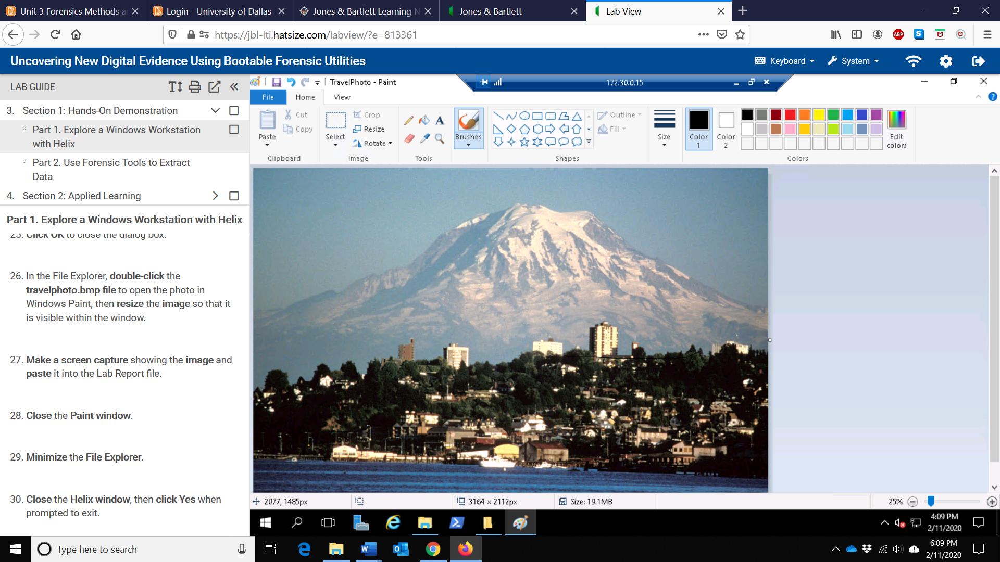 Unit 3 Forensics Methods a
Login - University of Dallas
Jones & Bartlett Learning N
Jones & Bartlett
Lab View
https://jbl-lti.hatsize.com/labview/?e=813361
ABP
S
Uncovering New Digital Evidence Using Bootable Forensic Utilities
Keyboard
System
LAB GUIDE
3. Section 1: Hands-On Demonstration
Part 1. Explore a Windows Workstation
with Helix
Part 2. Use Forensic Tools to Extract
Data
4. Section 2: Applied Learning
Part 1. Explore a Windows Workstation with Helix
25. Click OK to close the dialog box.
26. In the File Explorer, double-click the
travelphoto.bmp file to open the photo in
Windows Paint, then resize the image so that it
is visible within the window.
27. Make a screen capture showing the image and
paste it into the Lab Report file.
28. Close the Paint window.
29. Minimize the File Explorer.
30. Close the Helix window, then click Yes when
prompted to exit.
TravelPhoto - Paint
172.30.0.15
File
Home
View
Paste
Cut
Copy
Clipboard
Select
Crop
Resize
Rotate
Image
A
Tools
Brushes
Outline
Fill
Shapes
Size
Color
1
Color
2
Edit
colors
Colors
2077, 1485px
3164 × 2112px
Size: 19.1MB
25%
4:09 PM
2/11/2020
Type here to search
6:09 PM
2/11/2020